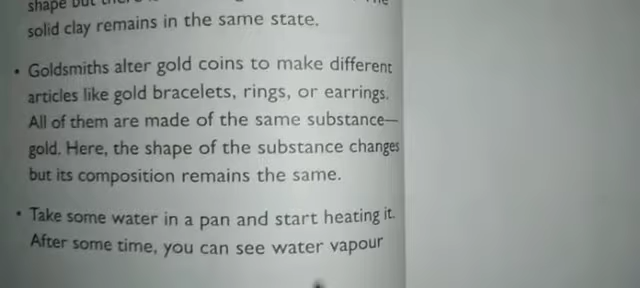 shape but
solid clay remains in the same state.
• Goldsmiths alter gold coins to make different
articles like gold bracelets, rings, or earrings.
All of them are made of the same substance—
gold. Here, the shape of the substance changes
but its composition remains the same.
• Take some water in a pan and start heating it.
After some time, you can see water vapour